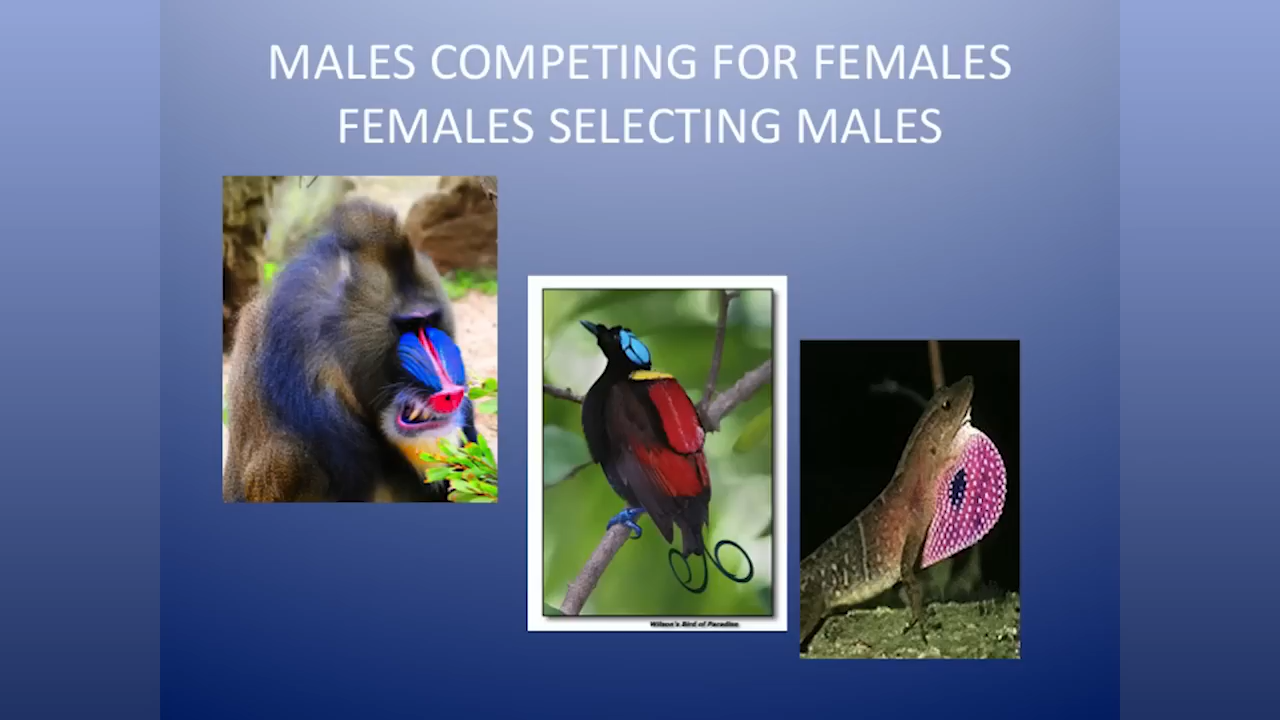 MALES COMPETING FOR FEMALES
FEMALES SELECTING MALES
Wilson's Bird of Paradise